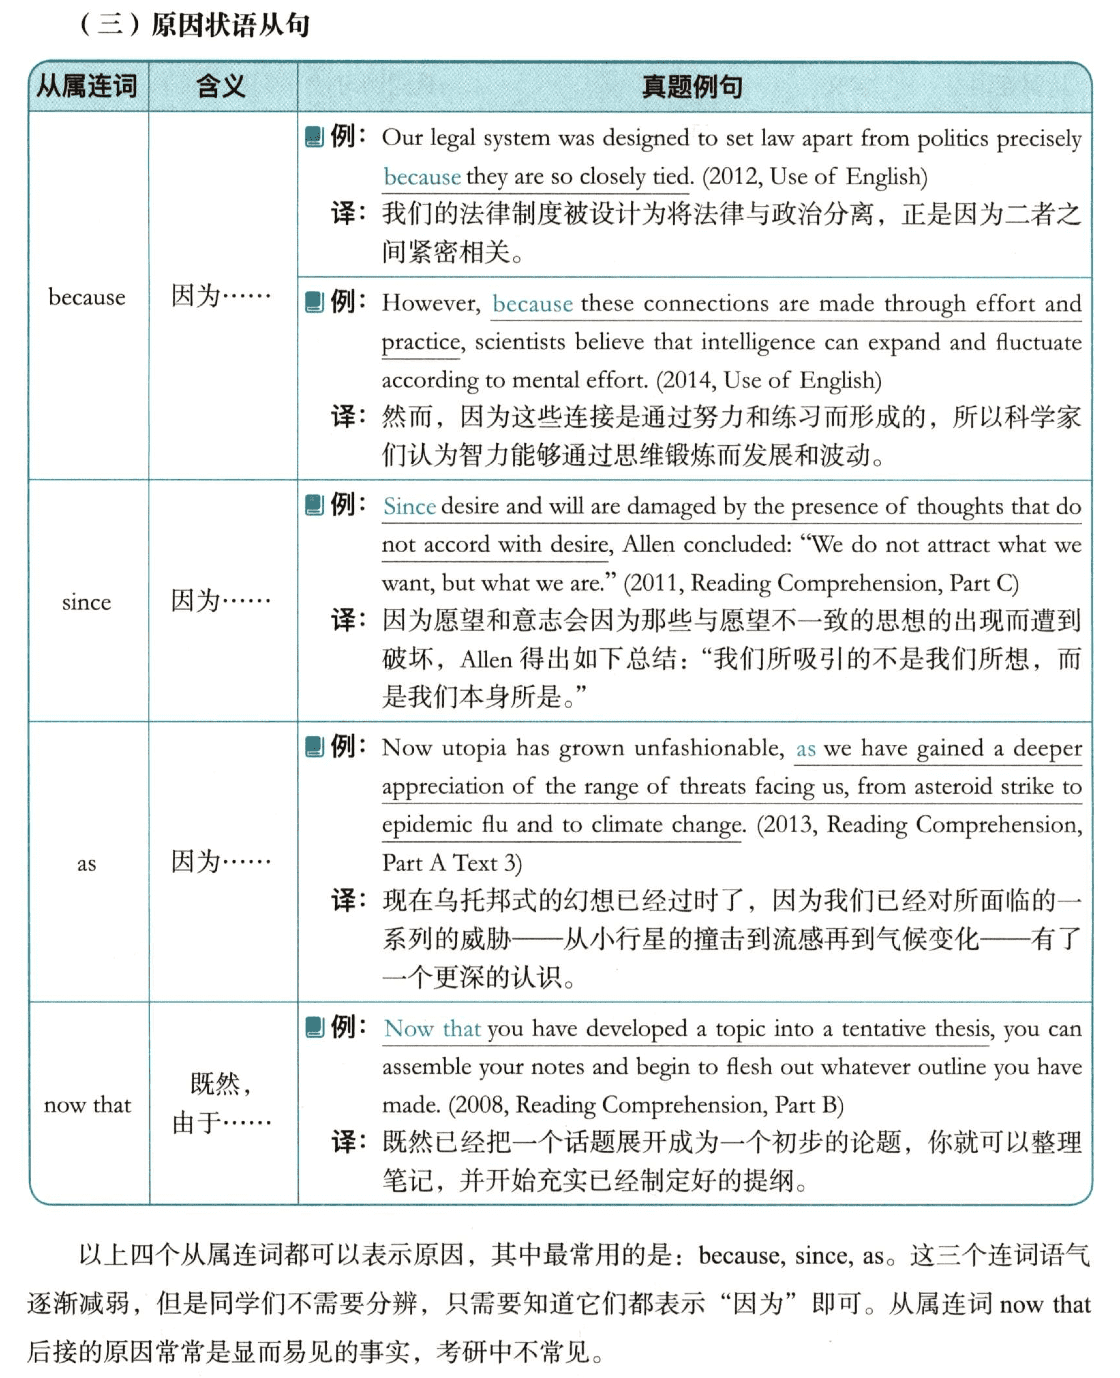 （三）原因状语从句
从属连词 含义 真题例句
例：Our legal system was designed to set law apart from politics precisely
because they are so closely tied. (2012, Use of English)
译：我们的法律制度被设计为将法律与政治分离，正是因为二者之
间紧密相关。
because 因为……
例：However, because these connections are made through effort and
practice, scientists believe that intelligence can expand and fluctuate
according to mental effort. (2014, Use of English)
译：然而，因为这些连接是通过努力和练习而形成的，所以科学家
们认为智力能够通过思维锻炼而发展和波动。
例：Since desire and will are damaged by the presence of thoughts that do
not accord with desire, Allen concluded: “We do not attract what we
want, but what we are.” (2011, Reading Comprehension, Part C)
since 因为……
译：因为愿望和意志会因为那些与愿望不一致的思想的出现而遭到
破坏，Allen 得出如下总结：“我们所吸引的不是我们所想，而
是我们本身所是。”
例：Now utopia has grown unfashionable, as we have gained a deeper
appreciation of the range of threats facing us, from asteroid strike to
epidemic flu and to climate change. (2013, Reading Comprehension,
Part A Text 3)
as 因为……
译：现在乌托邦式的幻想已经过时了，因为我们已经对所面临的一
系列的威胁——从小行星的撞击到流感再到气候变化——有了
一个更深的认识。
例：Now that you have developed a topic into a tentative thesis, you can
assemble your notes and begin to flesh out whatever outline you have
made. (2008, Reading Comprehension, Part B)
now that 既然，
由于……
译：既然已经把一个话题展开成为一个初步的论题，你就可以整理
笔记，并开始充实已经制定好的提纲。
以上四个从属连词都可以表示原因，其中最常用的是：because, since, as。这三个连词语气
逐渐减弱，但是同学们不需要分辨，只需要知道它们都表示“因为”即可。从属连词 now that
后接的原因常常是显而易见的事实，考研中不常见。